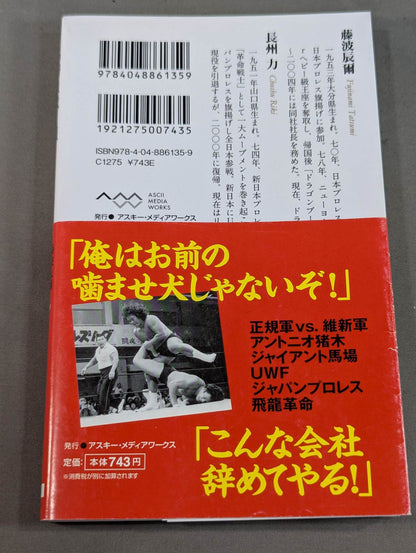 藤波辰爾 Fujinami Tatsumi
一九五三年大分県生まれ。七〇年、日本プロレス
日本プロレス旗揚げに参加。七八年、ニューヨー
rヘビー級王座を奪取し、帰国後「ドラゴンブー
〜二〇〇四年には同社社長を務めた。現在、ドラ
長州 力 Choshu Riki
一九五一年山口県生まれ。七四年、新日本プロレ
「革命戦士」として一大ムーブメントを巻き起こ
パンプロレスを旗揚げし全日本参戦。新日本に
現役を引退するが、二〇〇〇年に復帰。現在は
9784048861359
1921275007435
ISBN978-4-04-886135-9
C1275 ¥743E
ASCII
MEDIA
WORKS
発行●アスキー・メディアワークス
「俺はお前の
噛ませ犬じゃないぞ!」
正規軍vs.維新軍
アントニオ猪木
ジャイアント馬場
UWF
ジャパンプロレス
飛龍革命
発行●アスキー・メディアワークス
定価:本体743円
※消費税が別に加算されます
「こんな会社
辞めてやる!」